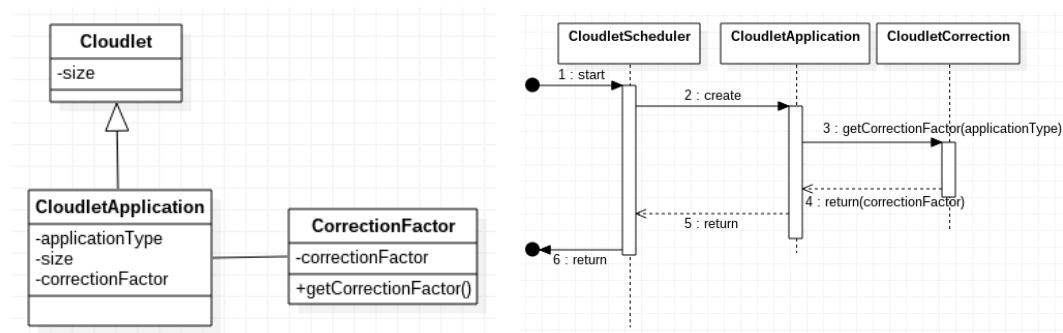 Cloudlet
-size
CloudletApplication
-applicationType
-size
-correctionFactor
CorrectionFactor
-correctionFactor
+getCorrectionFactor()
CloudletScheduler
CloudletApplication
CloudletCorrection
1 : start
2 : create
3 : getCorrectionFactor(applicationType)
4 : return(correctionFactor)
5 : return
6 : return